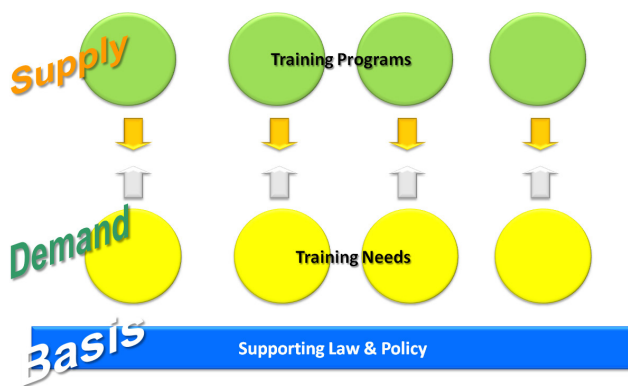 Supply
Training Programs
Demand
Training Needs
Basis
Supporting Law & Policy